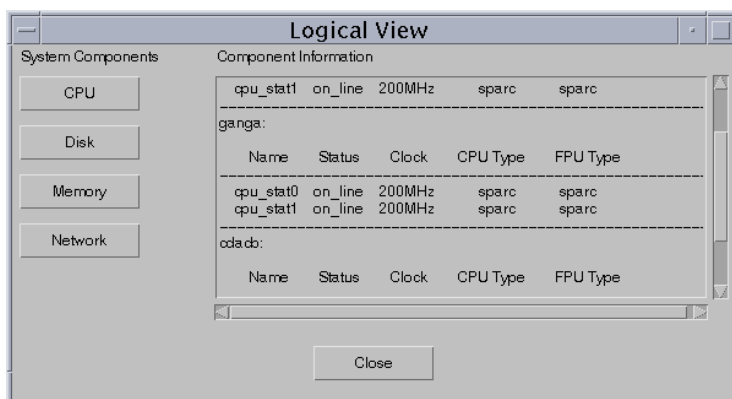 Logical View
System Components
Component Information
CPU
Disk
Memory
Network
cpu_stat1 on_line 200MHz sparc sparc
--------------------------------------------------------------------------------
ganga:
Name Status Clock CPU Type FPU Type
--------------------------------------------------------------------------------
cpu_stat0 on_line 200MHz sparc sparc
cpu_stat1 on_line 200MHz sparc sparc
--------------------------------------------------------------------------------
cdacb:
Name Status Clock CPU Type FPU Type
Close